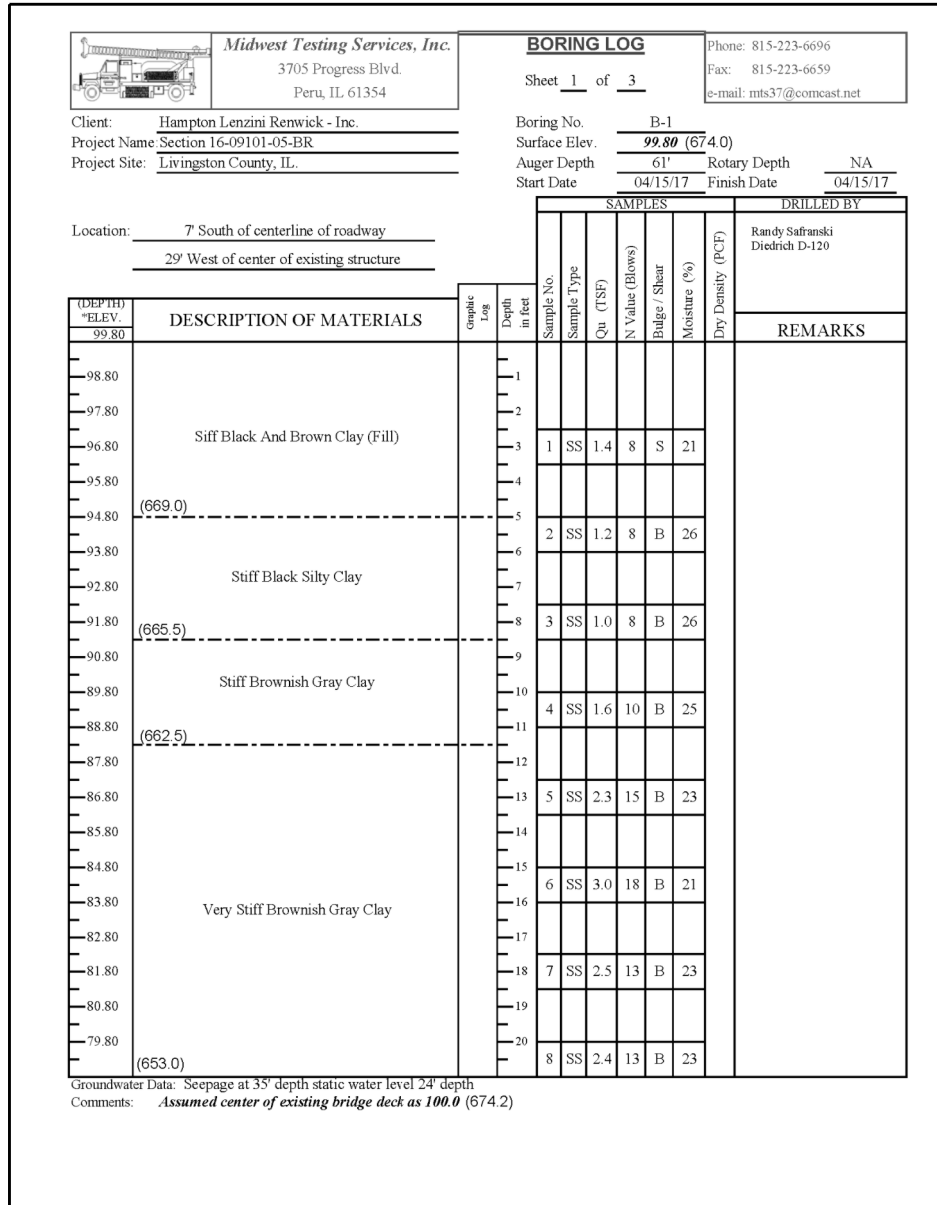 Midwest Testing Services, Inc.
3705 Progress Blvd.
Peru, IL 61354
BORING LOG
Sheet 1 of 3
Phone: 815-223-6696
Fax: 815-223-6659
e-mail: mts37@comcast.net
Client: Hampton Lenzini Renwick - Inc.
Project Name: Section 16-09101-05-BR
Project Site: Livingston County, IL.
Boring No. B-1
Surface Elev. 99.80 (674.0)
Auger Depth 61' Rotary Depth NA
Start Date 04/15/17 Finish Date 04/15/17
Location: 7' South of centerline of roadway
29' West of center of existing structure
SAMPLES
DRILLED BY
Randy Safranski
Diedrich D-120
(DEPTH)
*ELEV.
99.80
DESCRIPTION OF MATERIALS
Graphic Log
Depth in feet
Sample No.
Sample Type
Qu (TSF)
N Value (Blows)
Bulge / Shear
Moisture (%)
Dry Density (PCF)
REMARKS
98.80 1
97.80 2
Siff Black And Brown Clay (Fill)
96.80 3 1 SS 1.4 8 S 21
95.80 4
(669.0)
94.80 5
2 SS 1.2 8 B 26
93.80 6
Stiff Black Silty Clay
92.80 7
91.80 8 3 SS 1.0 8 B 26
(665.5)
90.80 9
Stiff Brownish Gray Clay
89.80 10
4 SS 1.6 10 B 25
88.80 11
(662.5)
87.80 12
86.80 13 5 SS 2.3 15 B 23
85.80 14
84.80 15
6 SS 3.0 18 B 21
83.80 16
Very Stiff Brownish Gray Clay
82.80 17
81.80 18 7 SS 2.5 13 B 23
80.80 19
79.80 20
8 SS 2.4 13 B 23
(653.0)
Groundwater Data: Seepage at 35' depth static water level 24' depth
Comments: Assumed center of existing bridge deck as 100.0 (674.2)